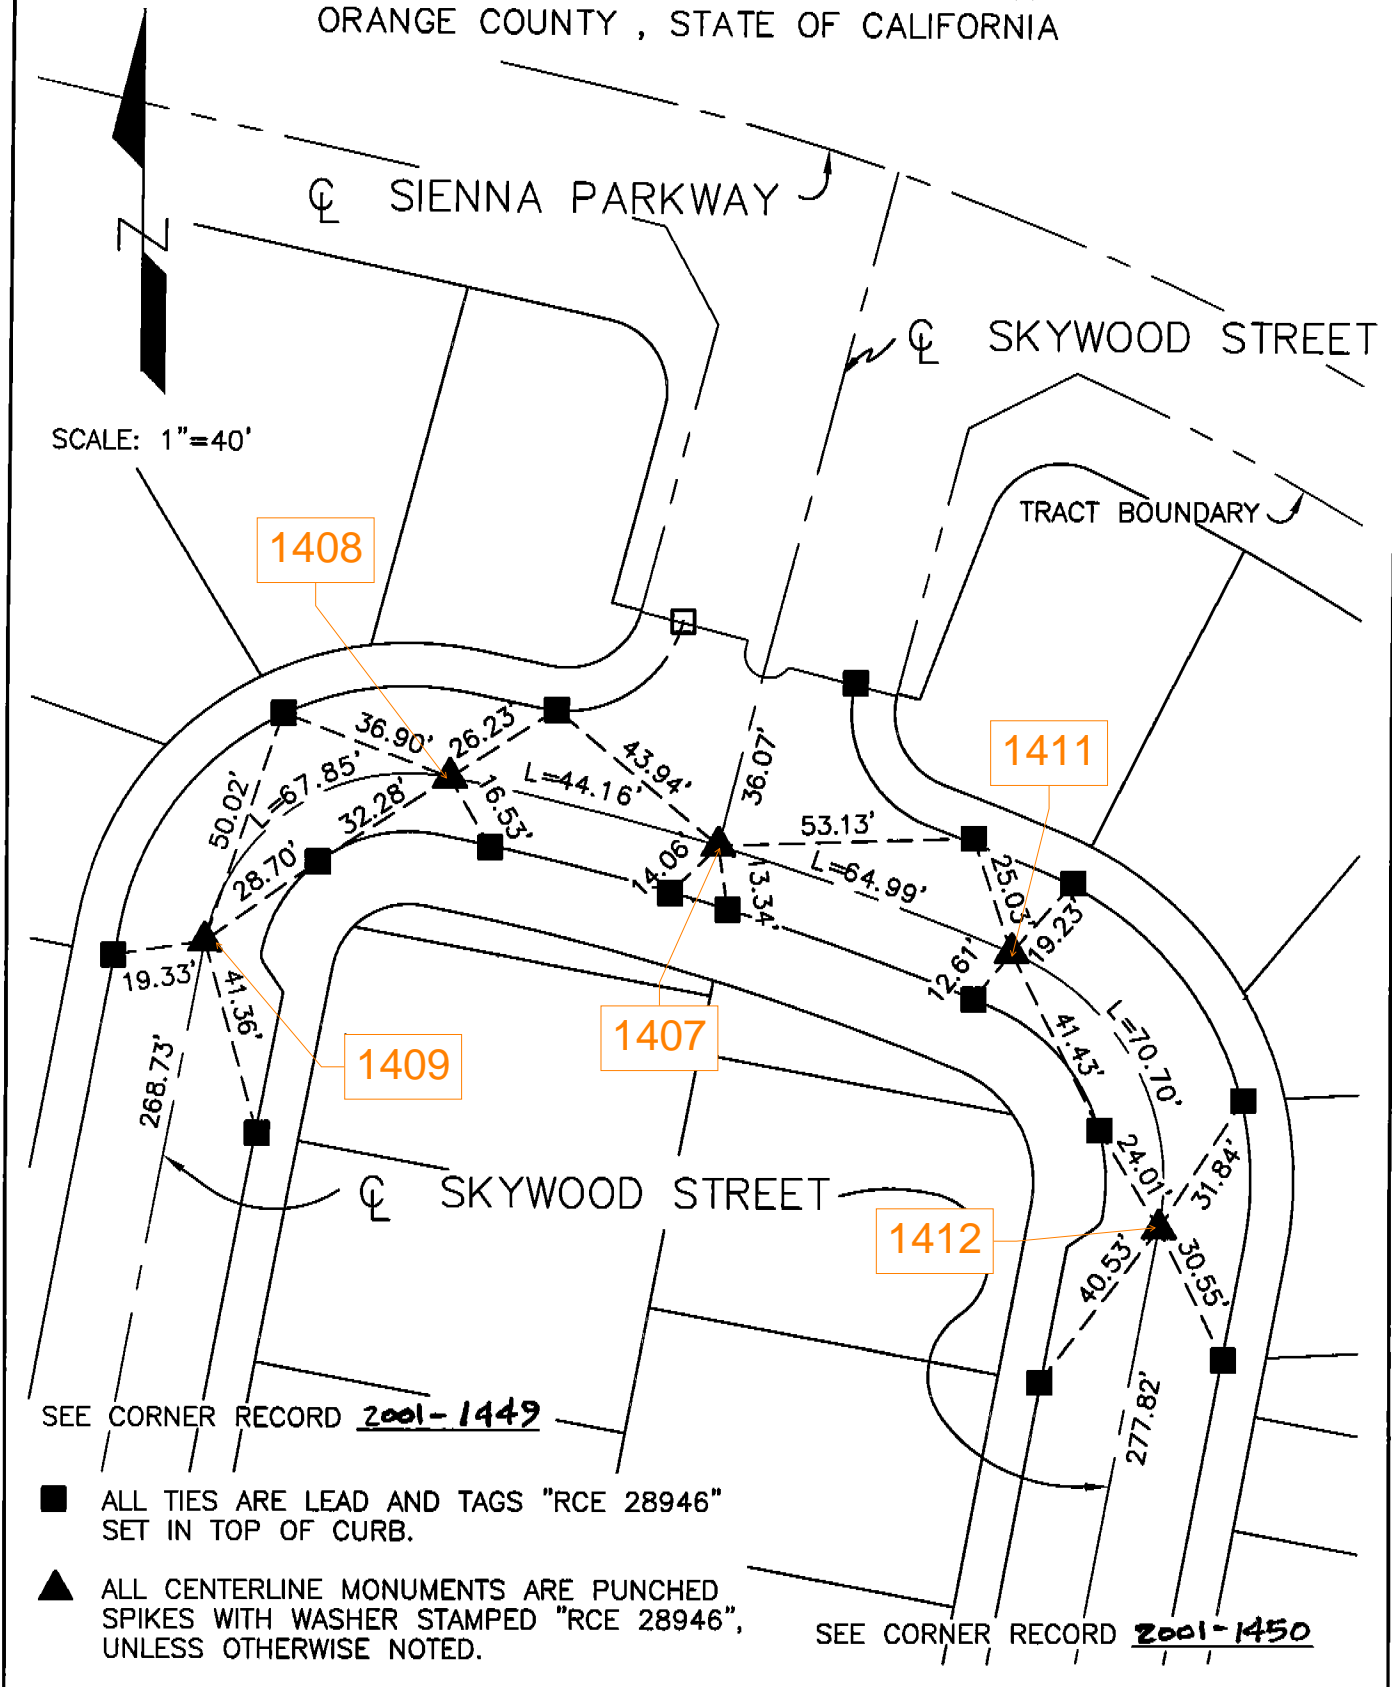 ORANGE COUNTY , STATE OF CALIFORNIA
℄ SIENNA PARKWAY
N
℄ SKYWOOD STREET
SCALE: 1"=40'
TRACT BOUNDARY
1408
1411
36.90'
26.23'
43.94'
36.07'
L=67.85'
L=44.16'
50.02'
32.28'
16.53'
53.13'
28.70'
14.06'
13.34'
L=64.99'
25.03'
19.23'
12.61'
19.33'
41.36'
268.73'
1409
1407
41.43'
L=70.70'
℄ SKYWOOD STREET
24.01'
31.84'
1412
40.53'
30.55'
277.82'
SEE CORNER RECORD 2001-1449
ALL TIES ARE LEAD AND TAGS "RCE 28946"
SET IN TOP OF CURB.
ALL CENTERLINE MONUMENTS ARE PUNCHED
SPIKES WITH WASHER STAMPED "RCE 28946",
UNLESS OTHERWISE NOTED.
SEE CORNER RECORD 2001-1450